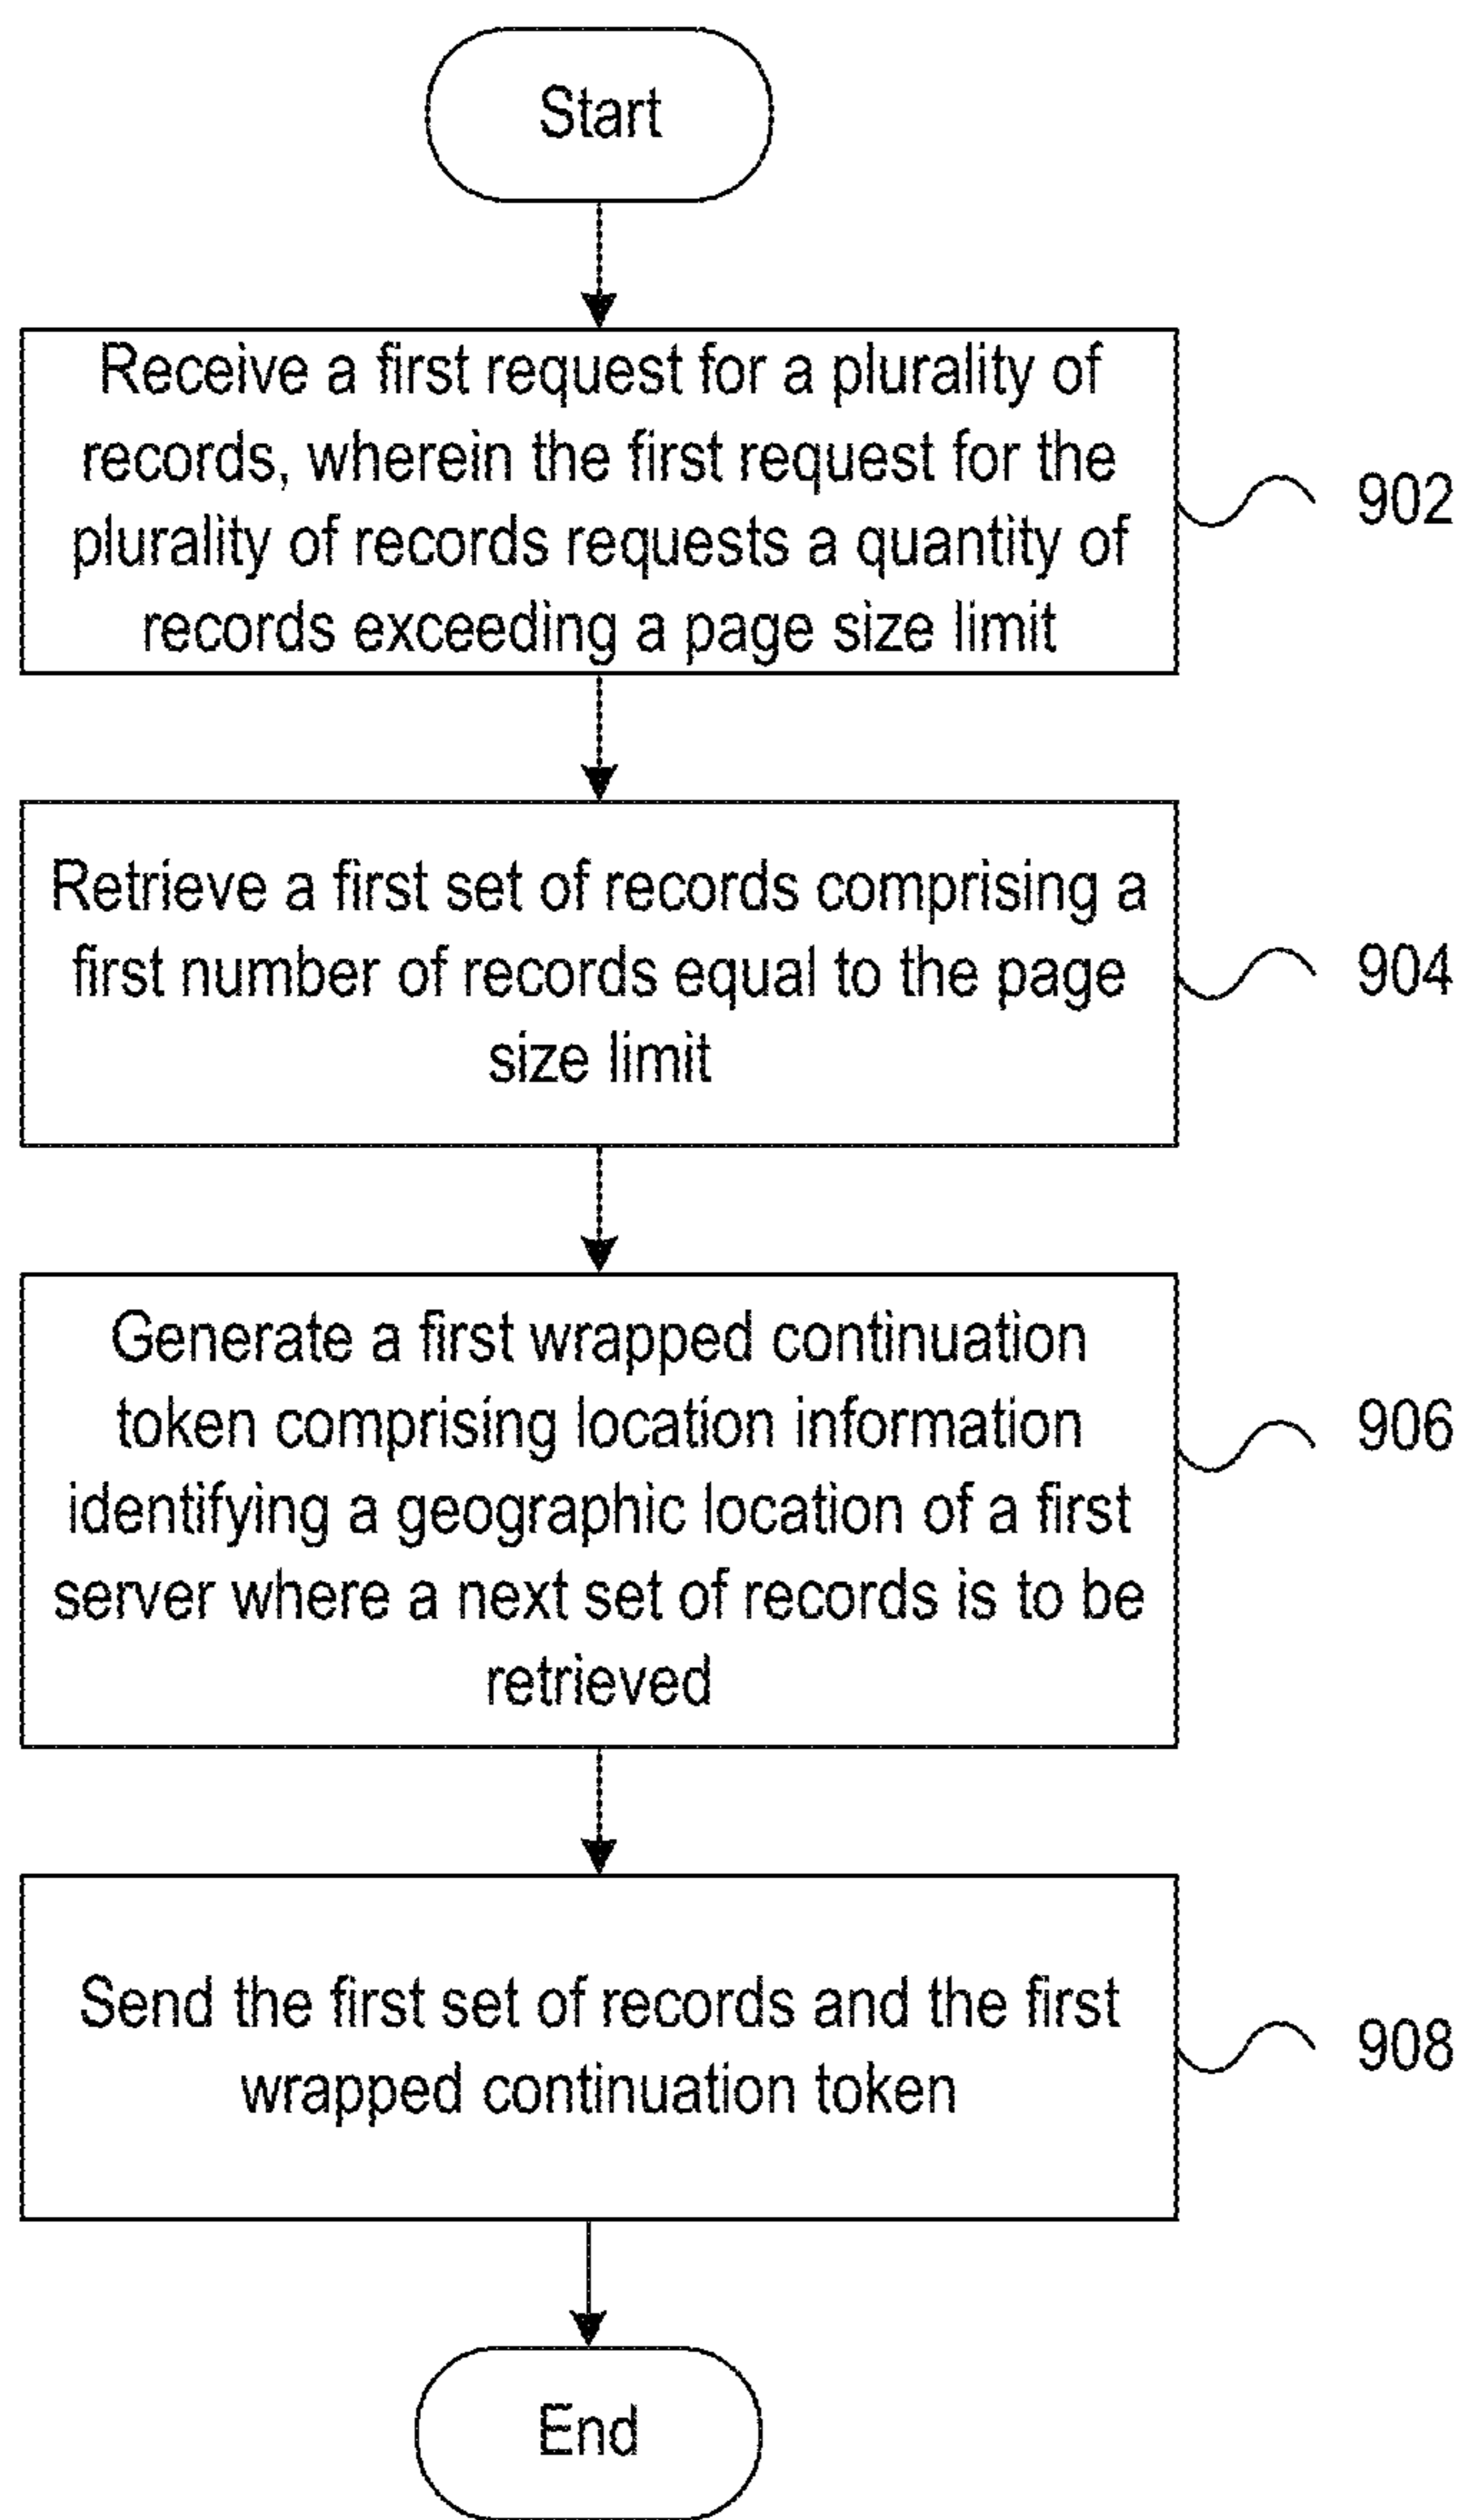 Start
Receive a first request for a plurality of
records, wherein the first request for the
plurality of records requests a quantity of
records exceeding a page size limit
902
Retrieve a first set of records comprising a
first number of records equal to the page
size limit
904
Generate a first wrapped continuation
token comprising location information
identifying a geographic location of a first
server where a next set of records is to be
retrieved
906
Send the first set of records and the first
wrapped continuation token
908
End